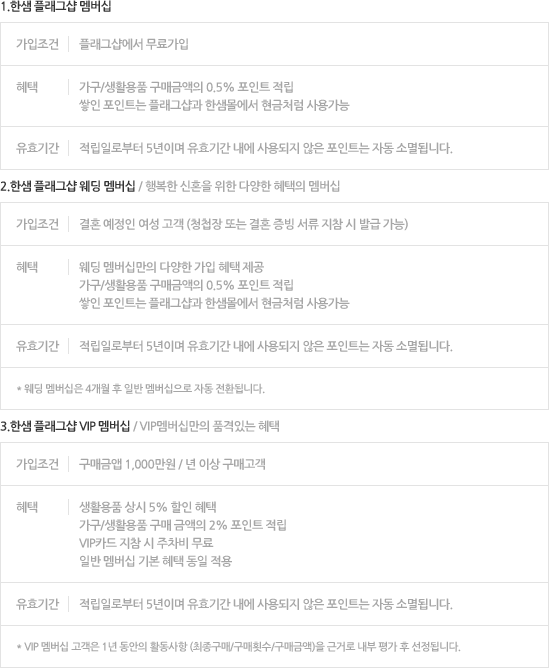 1.한샘 플래그샵 멤버십
가입조건 플래그샵에서 무료가입
혜택 가구/생활용품 구매금액의 0.5% 포인트 적립
쌓인 포인트는 플래그샵과 한샘몰에서 현금처럼 사용가능
유효기간 적립일로부터 5년이며 유효기간 내에 사용되지 않은 포인트는 자동 소멸됩니다.
2.한샘 플래그샵 웨딩 멤버십 / 행복한 신혼을 위한 다양한 혜택의 멤버십
가입조건 결혼 예정인 여성 고객 (청첩장 또는 결혼 증빙 서류 지참 시 발급 가능)
혜택 웨딩 멤버십만의 다양한 가입 혜택 제공
가구/생활용품 구매금액의 0.5% 포인트 적립
쌓인 포인트는 플래그샵과 한샘몰에서 현금처럼 사용가능
유효기간 적립일로부터 5년이며 유효기간 내에 사용되지 않은 포인트는 자동 소멸됩니다.
* 웨딩 멤버십은 4개월 후 일반 멤버십으로 자동 전환됩니다.
3.한샘 플래그샵 VIP 멤버십 / VIP멤버십만의 품격있는 혜택
가입조건 구매금앱 1,000만원 / 년 이상 구매고객
혜택 생활용품 상시 5% 할인 혜택
가구/생활용품 구매 금액의 2% 포인트 적립
VIP카드 지참 시 주차비 무료
일반 멤버십 기본 혜택 동일 적용
유효기간 적립일로부터 5년이며 유효기간 내에 사용되지 않은 포인트는 자동 소멸됩니다.
* VIP 멤버십 고객은 1년 동안의 활동사항 (최종구매/구매횟수/구매금액)을 근거로 내부 평가 후 선정됩니다.